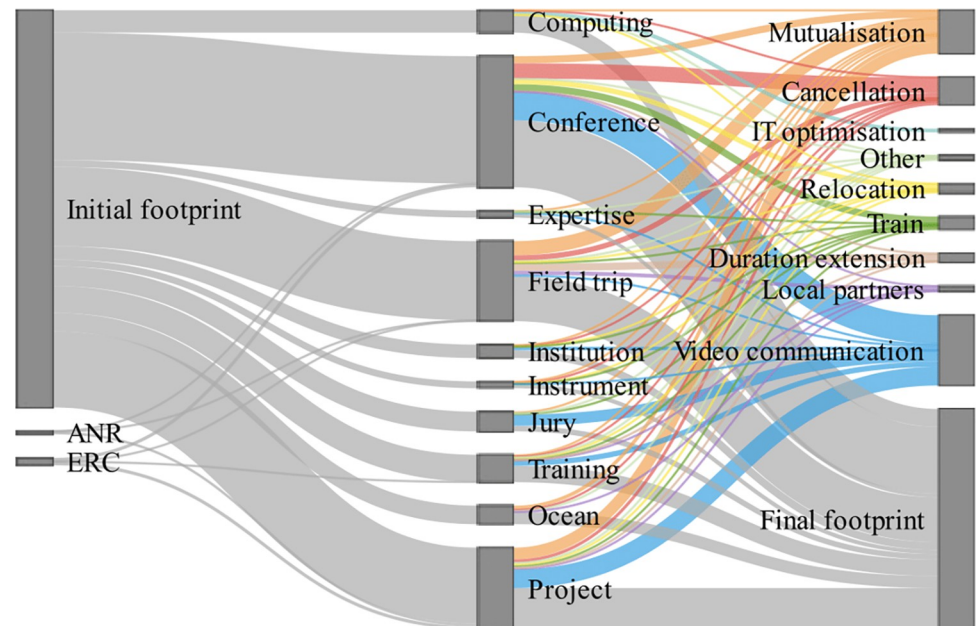 Initial footprint
ANR
ERC
Computing
Conference
Expertise
Field trip
Institution
Instrument
Jury
Training
Ocean
Project
Mutualisation
Cancellation
IT optimisation
Other
Relocation
Train
Duration extension
Local partners
Video communication
Final footprint